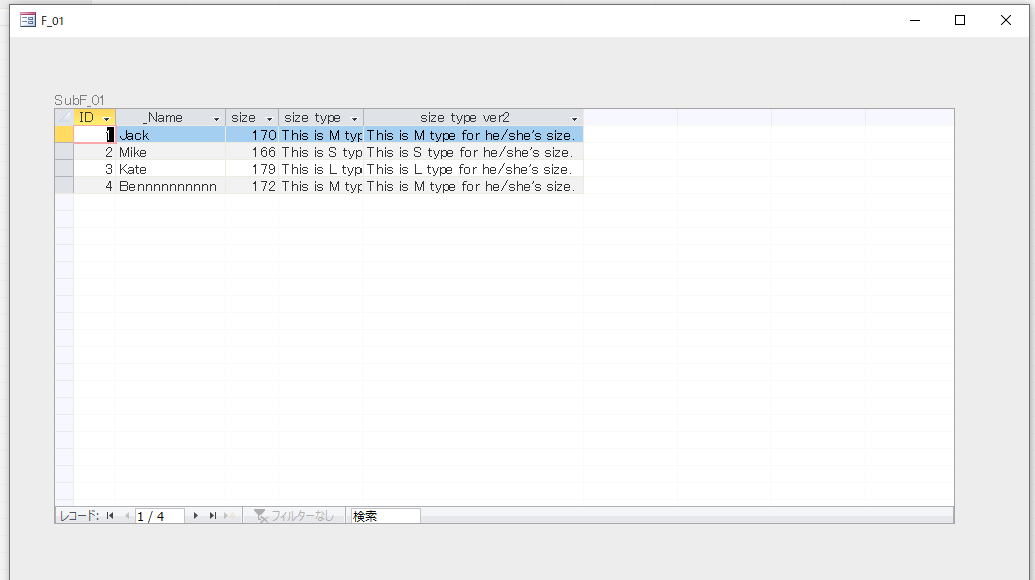 F_01
SubF_01
ID _Name size size type size type ver2
1 Jack 170 This is M typ This is M type for he/she's size.
2 Mike 166 This is S typ This is S type for he/she's size.
3 Kate 179 This is L typ This is L type for he/she's size.
4 Bennnnnnnnnn 172 This is M typ This is M type for he/she's size.
レコード: 1 / 4 フィルターなし 検索